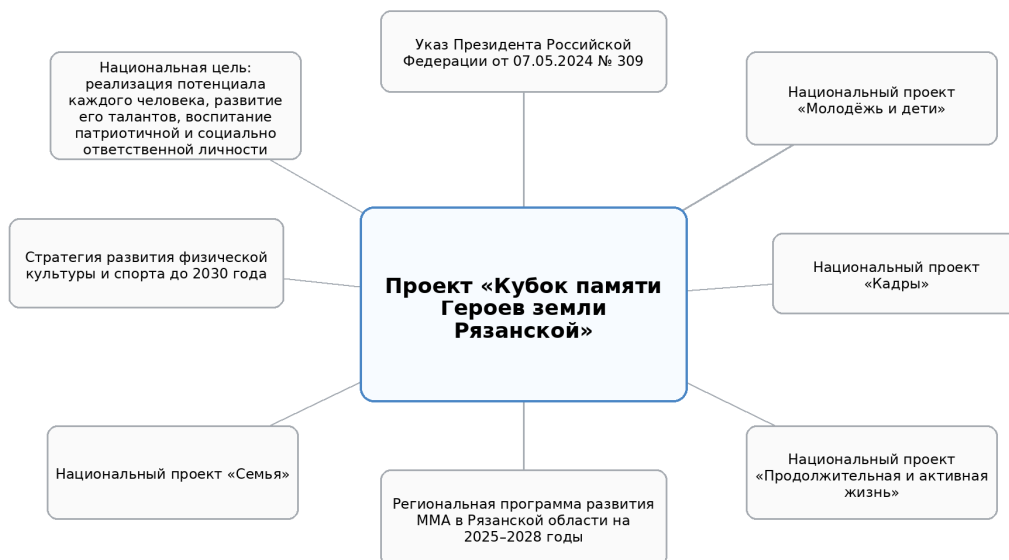 Указ Президента Российской
Федерации от 07.05.2024 № 309
Национальная цель:
реализация потенциала
каждого человека, развитие
его талантов, воспитание
патриотичной и социально
ответственной личности
Национальный проект
«Молодёжь и дети»
Стратегия развития физической
культуры и спорта до 2030 года
Национальный проект
«Кадры»
Проект «Кубок памяти
Героев земли
Рязанской»
Национальный проект «Семья»
Национальный проект
«Продолжительная и активная
жизнь»
Региональная программа развития
ММА в Рязанской области на
2025–2028 годы